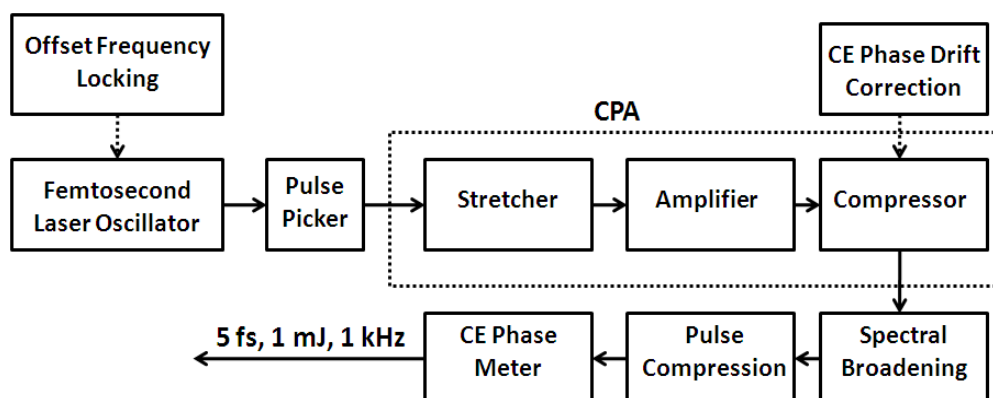 Offset Frequency
Locking
CE Phase Drift
Correction
CPA
Femtosecond
Laser Oscillator
Pulse
Picker
Stretcher
Amplifier
Compressor
5 fs, 1 mJ, 1 kHz
CE Phase
Meter
Pulse
Compression
Spectral
Broadening